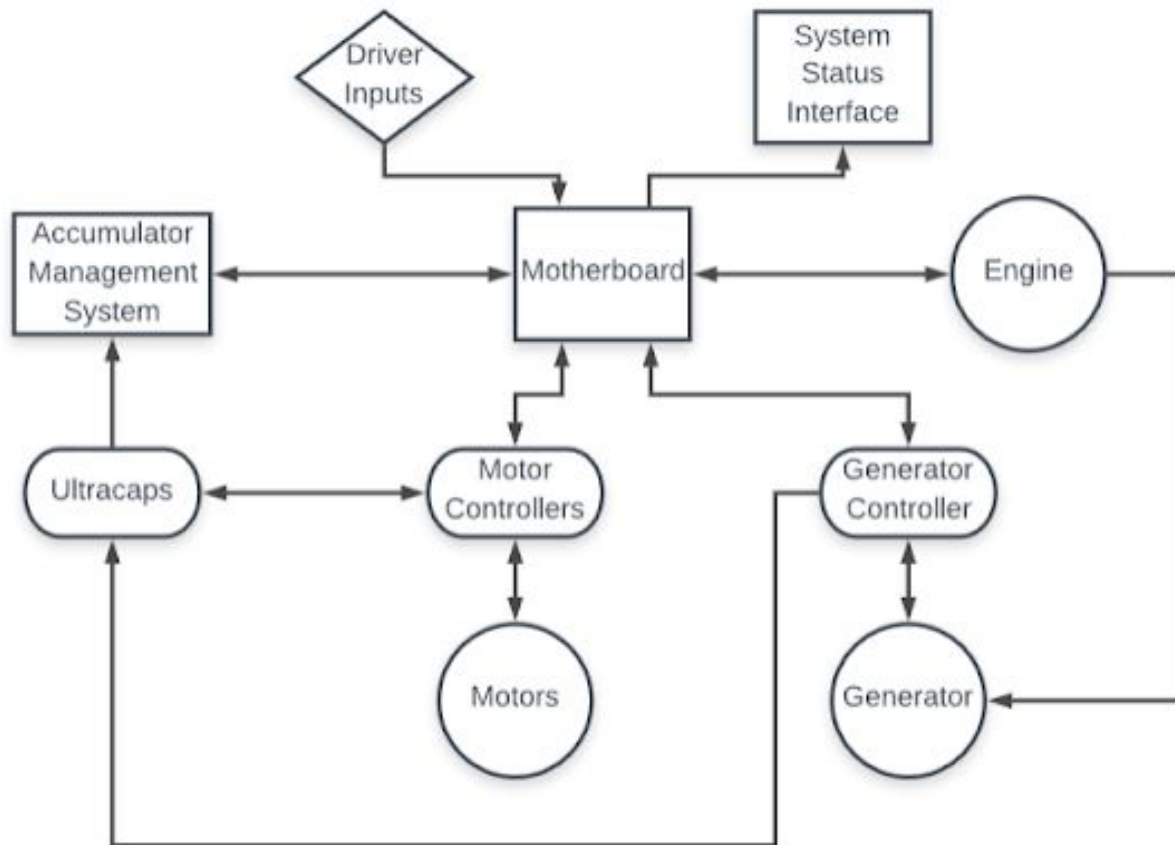 Driver
Inputs
System
Status
Interface
Accumulator
Management
System
Motherboard
Engine
Ultracaps
Motor
Controllers
Generator
Controller
Motors
Generator